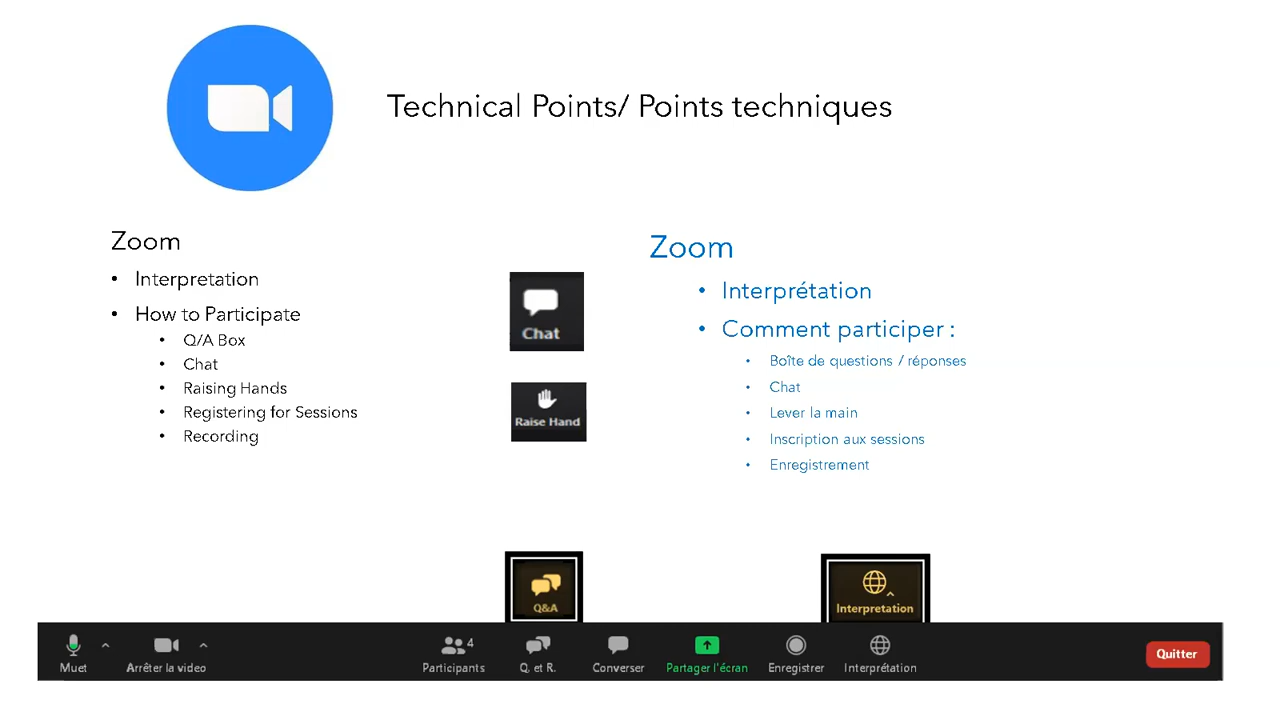 Technical Points/ Points techniques
Zoom
• Interpretation
• How to Participate
• Q/A Box
• Chat
• Raising Hands
• Registering for Sessions
• Recording
Chat
Raise Hand
Zoom
• Interprétation
• Comment participer :
• Boîte de questions / réponses
• Chat
• Lever la main
• Inscription aux sessions
• Enregistrement
Q&A
Interpretation
4
Muet
Arrêter la video
Participants
Q. et R.
Converser
Partager l'écran
Enregistrer
Interprétation
Quitter